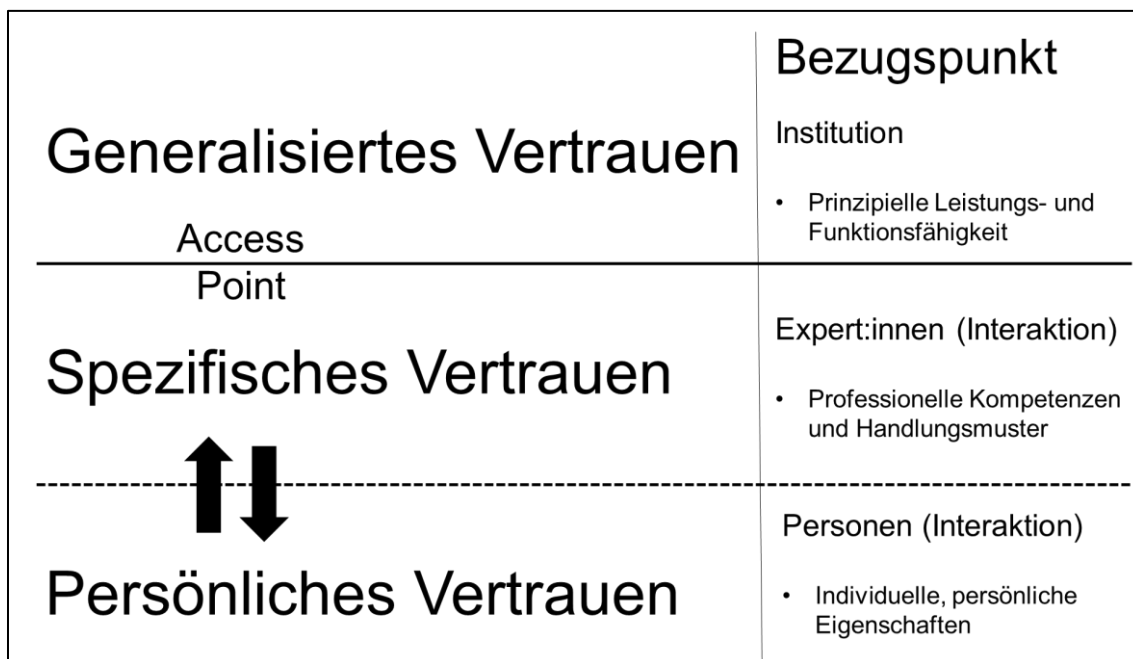 Bezugspunkt
Generalisiertes Vertrauen
Institution
• Prinzipielle Leistungs- und
Funktionsfähigkeit
Access
Point
Spezifisches Vertrauen
Expert:innen (Interaktion)
• Professionelle Kompetenzen
und Handlungsmuster
Persönliches Vertrauen
Personen (Interaktion)
• Individuelle, persönliche
Eigenschaften